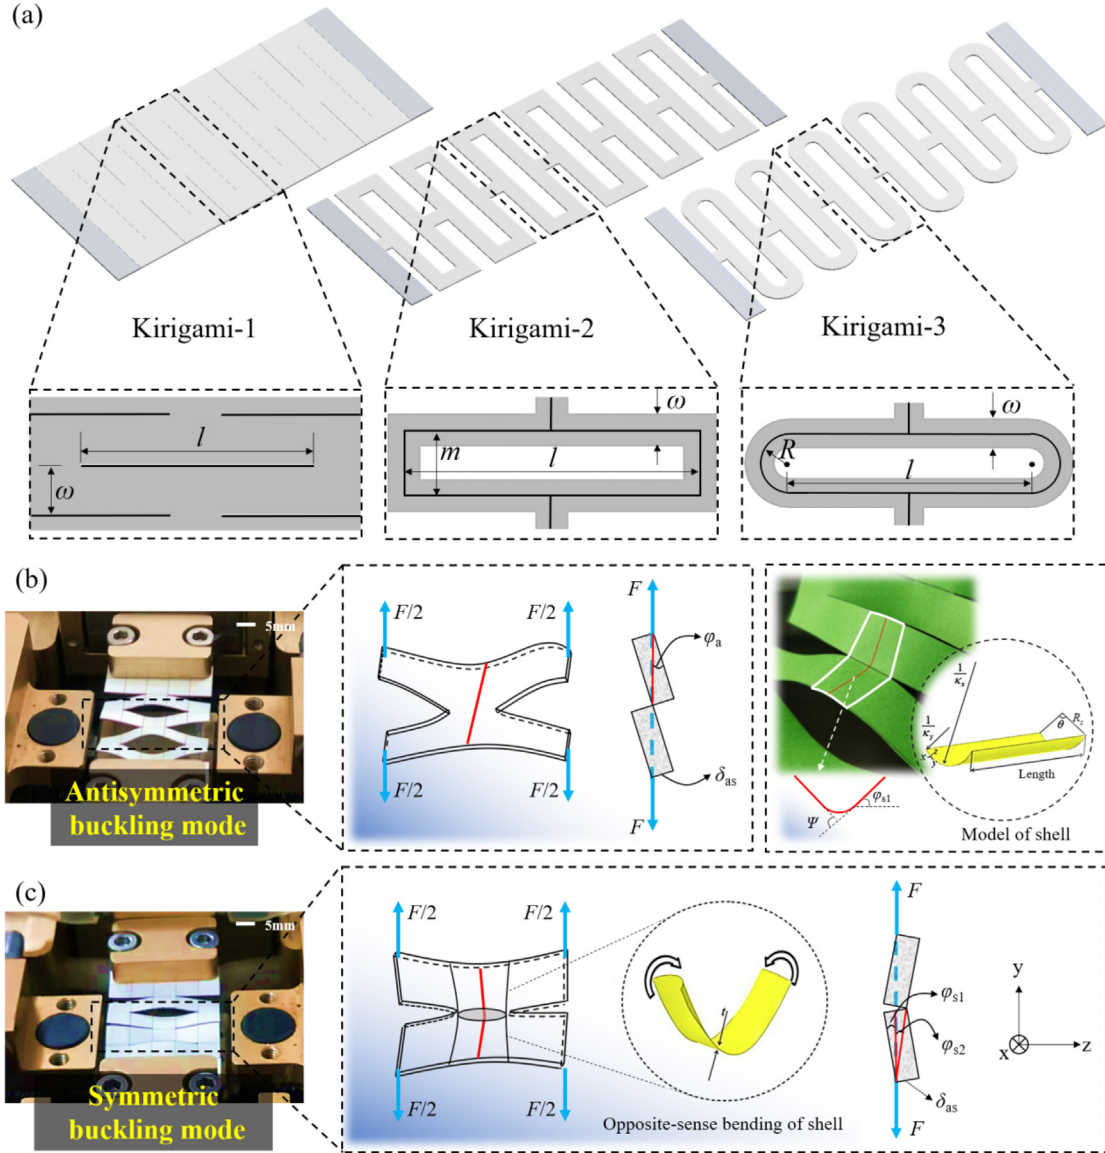 (a)
Kirigami-1
Kirigami-2
Kirigami-3
l
ω
ω
m
l
ω
R
l
(b)
5mm
Antisymmetric
buckling mode
F/2
F/2
F/2
F/2
F
φa
δas
F
1/κx
1/κy
x
y
z
θ
Rs
Length
φs1
Ψ
Model of shell
(c)
5mm
Symmetric
buckling mode
F/2
F/2
F/2
F/2
t
Opposite-sense bending of shell
F
φs1
φs2
δas
F
y
x
z